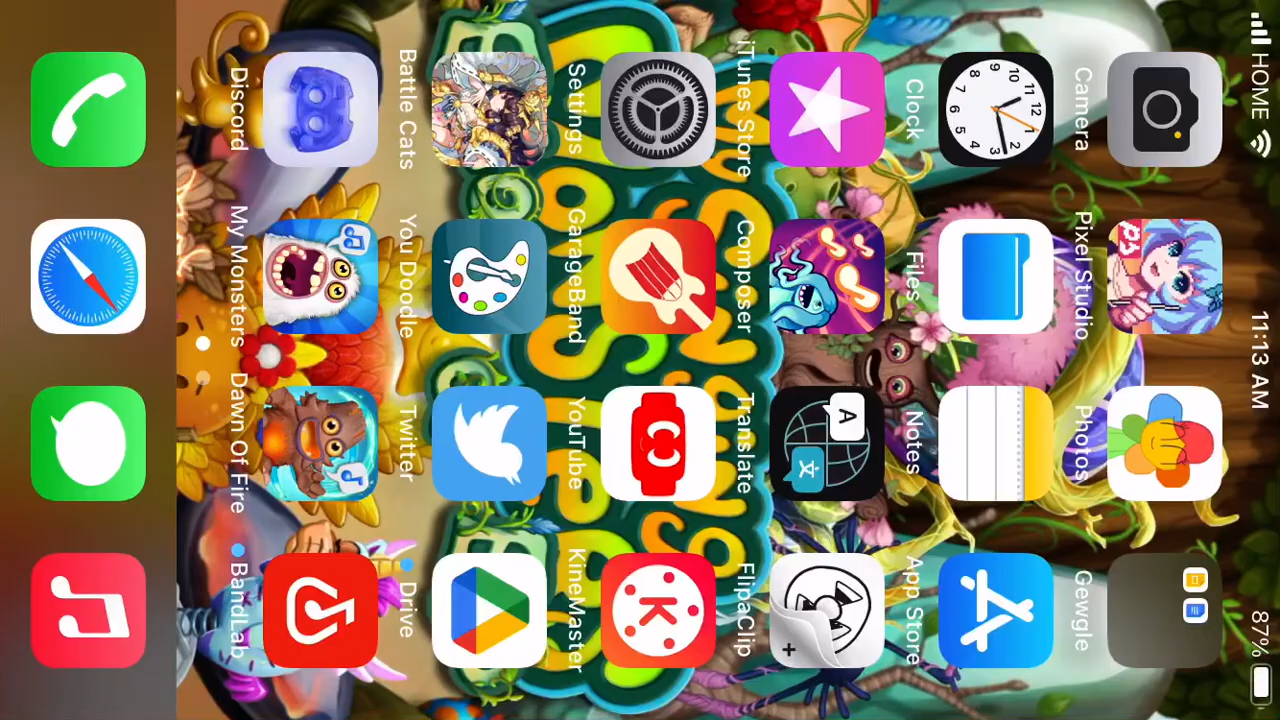 HOME 11:13 AM 87%
Camera Pixel Studio Photos Gewgle
Clock Files Notes App Store
iTunes Store Composer Translate FlipaClip
Settings GarageBand YouTube KineMaster
Battle Cats You Doodle Twitter Drive
Discord My Monsters Dawn Of Fire BandLab